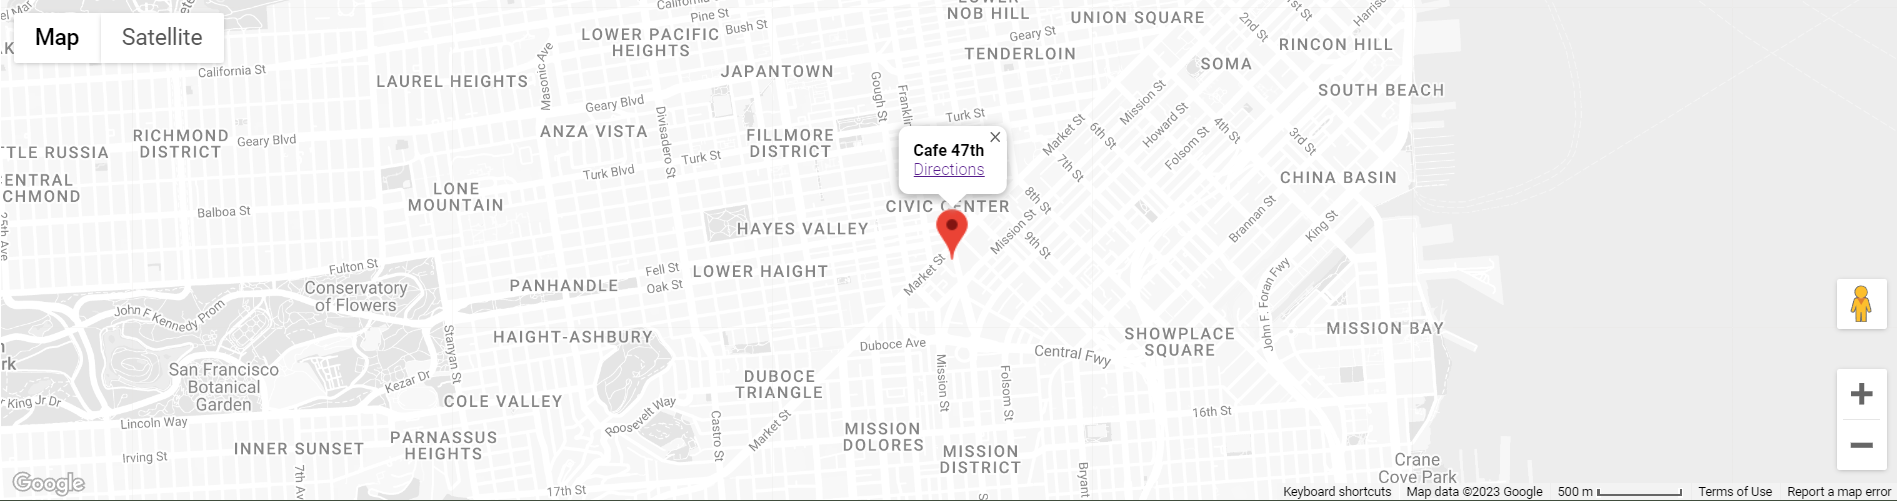 Map
Satellite
LOWER
NOB HILL
UNION SQUARE
Pine St
Bush St
California St
LOWER PACIFIC
HEIGHTS
Geary St
TENDERLOIN
2nd St
RINCON HILL
SOMA
California St
LAUREL HEIGHTS
Masonic Ave
JAPANTOWN
Gough St
Franklin
SOUTH BEACH
Geary Blvd
Divisadero St
Turk St
Mission St
Howard St
Folsom St
4th St
3rd St
Market St
6th St
7th St
RICHMOND
DISTRICT
Geary Blvd
ANZA VISTA
FILLMORE
DISTRICT
TTLE RUSSIA
Turk St
Turk Blvd
Cafe 47th
Directions
CHINA BASIN
ENTRAL
CHMOND
LONE
MOUNTAIN
Balboa St
25th Ave
CIVIC CENTER
8th St
Mission St
9th St
Brannan St
King St
HAYES VALLEY
Fulton St
Fell St
Oak St
LOWER HAIGHT
Market St
PANHANDLE
Conservatory
of Flowers
John F Kennedy Prom
John F. Foran Fwy
HAIGHT-ASHBURY
Stanyan St
Duboce Ave
Central Fwy
SHOWPLACE
SQUARE
MISSION BAY
rk
San Francisco
Botanical
Garden
Kezar Dr
King Jr Dr
Lincoln Way
COLE VALLEY
DUBOCE
TRIANGLE
Mission St
Folsom St
16th St
Roosevelt Way
Castro St
Market St
Irving St
INNER SUNSET
PARNASSUS
HEIGHTS
7th Ave
17th St
MISSION
DOLORES
MISSION
DISTRICT
Bryant
Crane
Cove Park
Google
Keyboard shortcuts
Map data ©2023 Google
500 m
Terms of Use
Report a map error